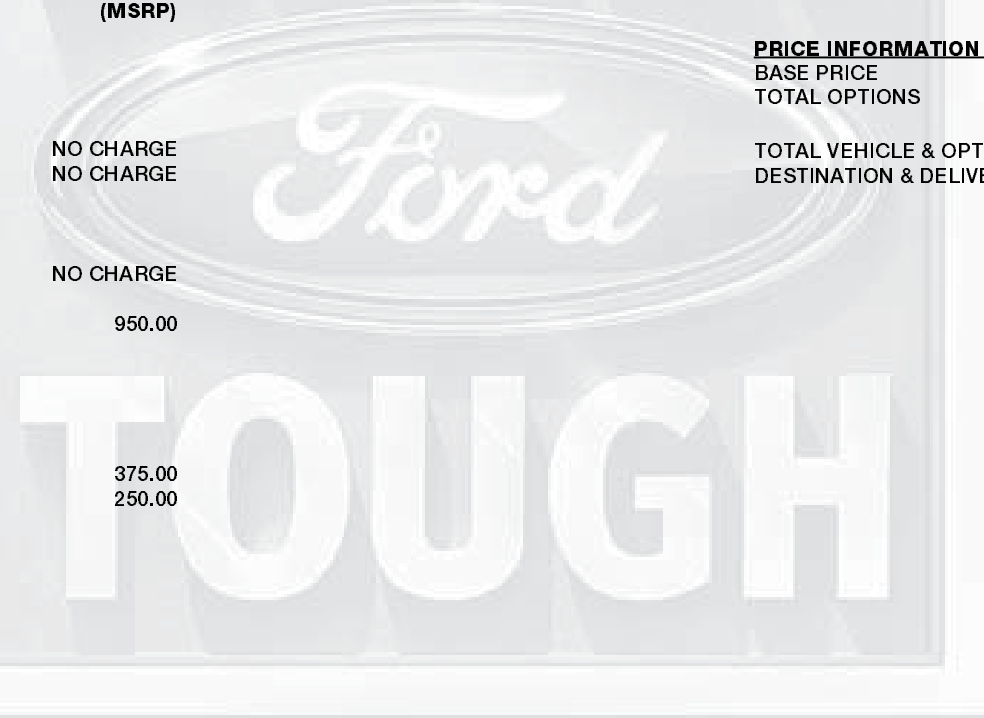 (MSRP)
NO CHARGE
NO CHARGE
NO CHARGE
950.00
375.00
250.00
PRICE INFORMATION
BASE PRICE
TOTAL OPTIONS
TOTAL VEHICLE & OPT
DESTINATION & DELIVE
Ford
TOUGH